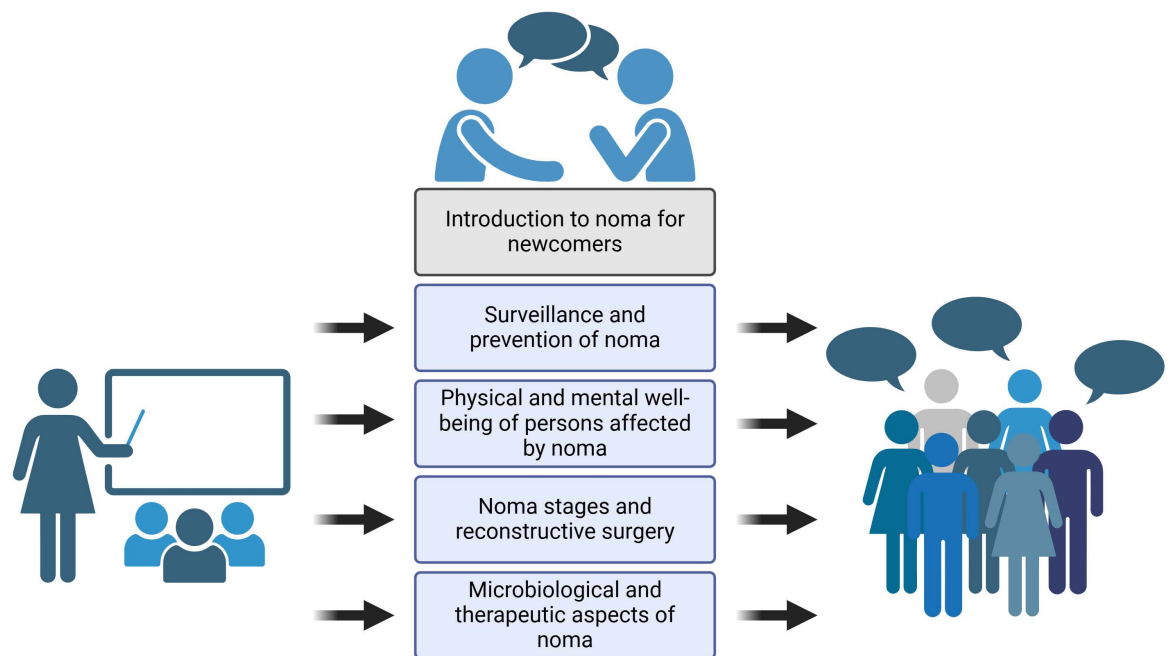 Introduction to noma for
newcomers
Surveillance and
prevention of noma
Physical and mental well-
being of persons affected
by noma
Noma stages and
reconstructive surgery
Microbiological and
therapeutic aspects of
noma